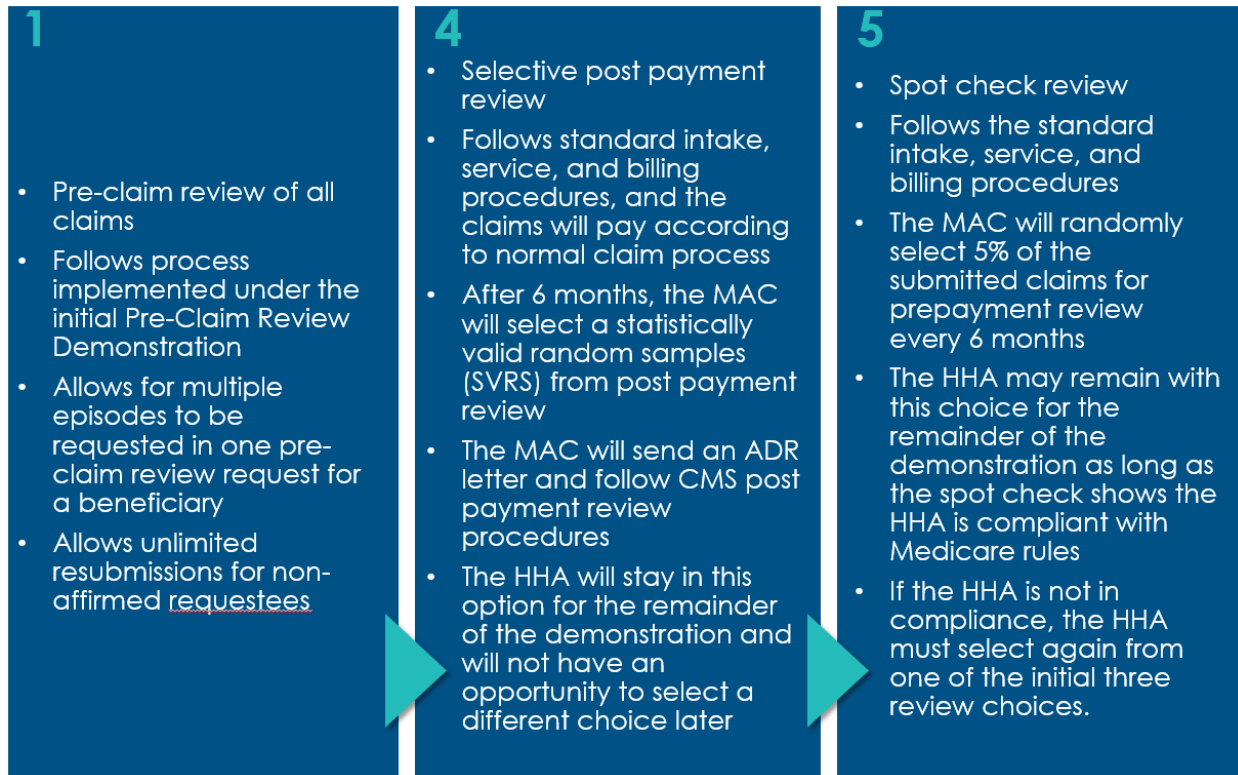 1
• Pre-claim review of all
claims
• Follows process
implemented under the
initial Pre-Claim Review
Demonstration
• Allows for multiple
episodes to be
requested in one pre-
claim review request for
a beneficiary
• Allows unlimited
resubmissions for non-
affirmed requestees
4
• Selective post payment
review
• Follows standard intake,
service, and billing
procedures, and the
claims will pay according
to normal claim process
• After 6 months, the MAC
will select a statistically
valid random samples
(SVRS) from post payment
review
• The MAC will send an ADR
letter and follow CMS post
payment review
procedures
• The HHA will stay in this
option for the remainder
of the demonstration and
will not have an
opportunity to select a
different choice later
5
• Spot check review
• Follows the standard
intake, service, and
billing procedures
• The MAC will randomly
select 5% of the
submitted claims for
prepayment review
every 6 months
• The HHA may remain with
this choice for the
remainder of the
demonstration as long as
the spot check shows the
HHA is compliant with
Medicare rules
• If the HHA is not in
compliance, the HHA
must select again from
one of the initial three
review choices.